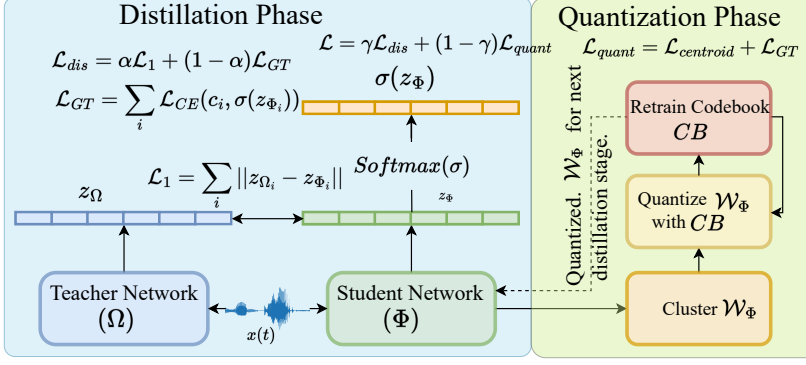 Distillation Phase
Quantization Phase
ℒ_dis = αℒ_1 + (1 − α)ℒ_GT
ℒ = γℒ_dis + (1 − γ)ℒ_quant
ℒ_quant = ℒ_centroid + ℒ_GT
ℒ_GT = ∑_i ℒ_CE(c_i, σ(z_Φ_i))
σ(z_Φ)
Softmax(σ)
ℒ_1 = ∑_i ||z_Ω_i − z_Φ_i||
z_Ω
z_Φ
Teacher Network
(Ω)
x(t)
Student Network
(Φ)
Quantized. 𝒲_Φ for next
distillation stage.
Retrain Codebook
CB
Quantize 𝒲_Φ
with CB
Cluster 𝒲_Φ